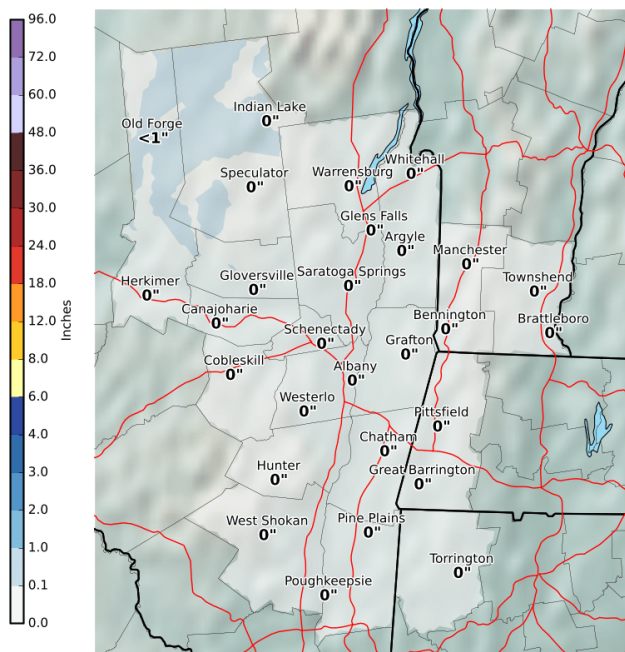 96.0
72.0
60.0
48.0
36.0
30.0
24.0
18.0
12.0
8.0
6.0
4.0
3.0
2.0
1.0
0.1
0.0
Inches
Indian Lake
0"
Old Forge
<1"
Whitehall
0"
Speculator
0"
Warrensburg
0"
Glens Falls
0"
Argyle
0"
Manchester
0"
Saratoga Springs
0"
Gloversville
0"
Herkimer
0"
Townshend
0"
Canajoharie
0"
Bennington
0"
Brattleboro
0"
Schenectady
0"
Grafton
0"
Cobleskill
0"
Albany
0"
Westerlo
0"
Pittsfield
0"
Chatham
0"
Hunter
0"
Great Barrington
0"
West Shokan
0"
Pine Plains
0"
Torrington
0"
Poughkeepsie
0"